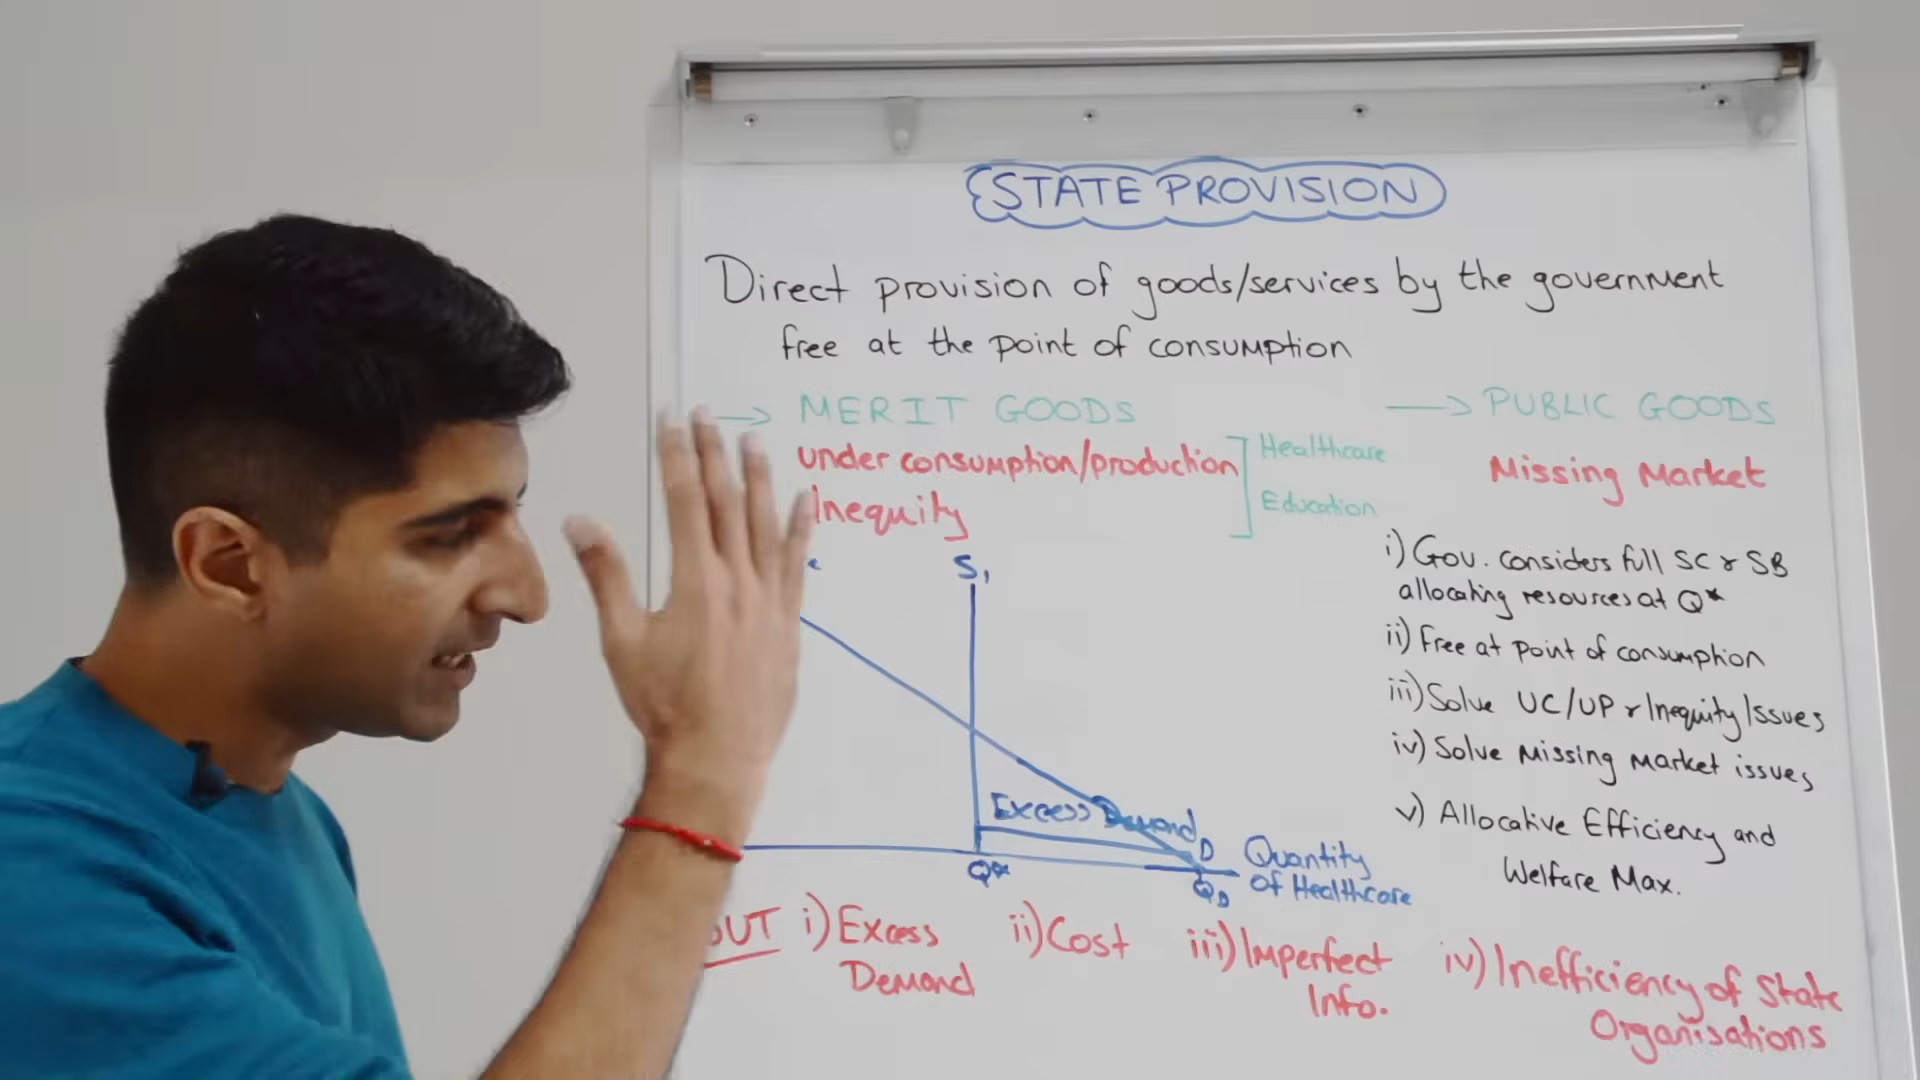 STATE PROVISION
Direct provision of goods/services by the government
free at the point of consumption
→ MERIT GOODS
under consumption/production
Inequity
Healthcare
Education
→ PUBLIC GOODS
Missing Market
i) Gov. considers full SC & SB
allocating resources at Q*
ii) Free at point of consumption
iii) Solve UC/UP & Inequity Issues
iv) Solve Missing Market issues
v) Allocative Efficiency and
Welfare Max.
S1
Excess Demand
D
Q*
QD
Quantity
of Healthcare
i) Excess
Demand
ii) Cost
iii) Imperfect
Info.
iv) Inefficiency of State
Organisations